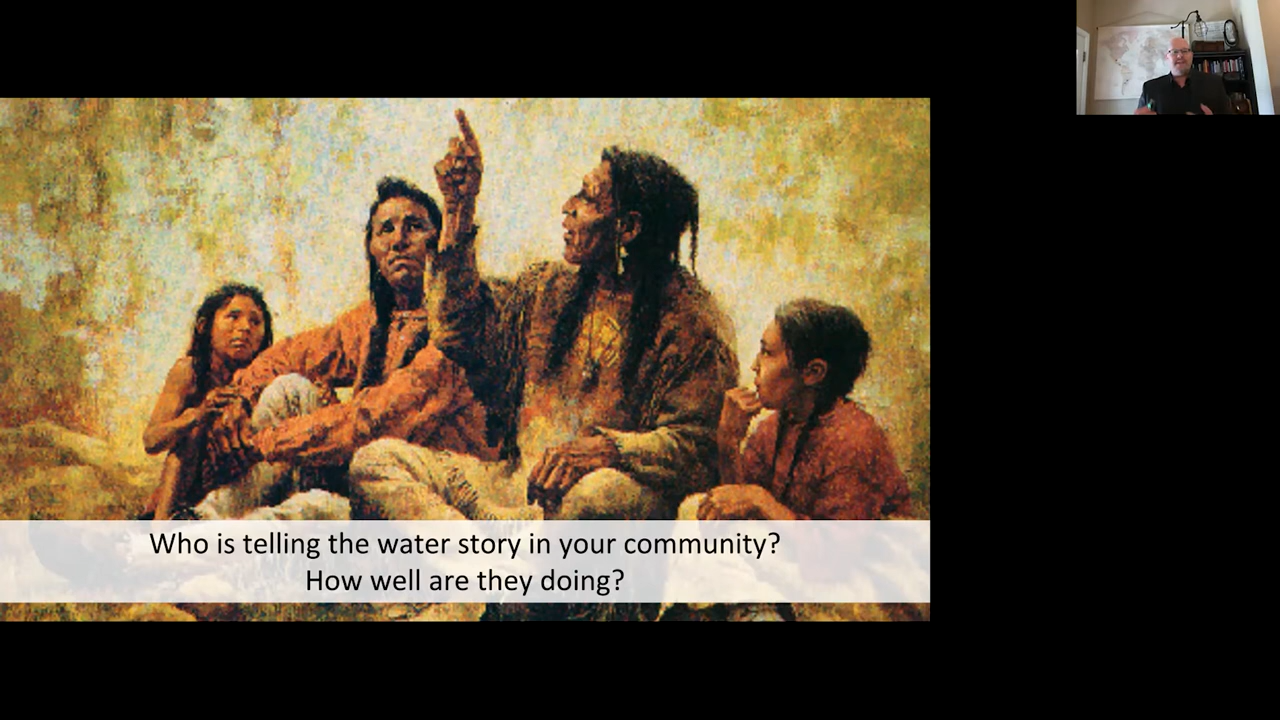 Who is telling the water story in your community?
How well are they doing?